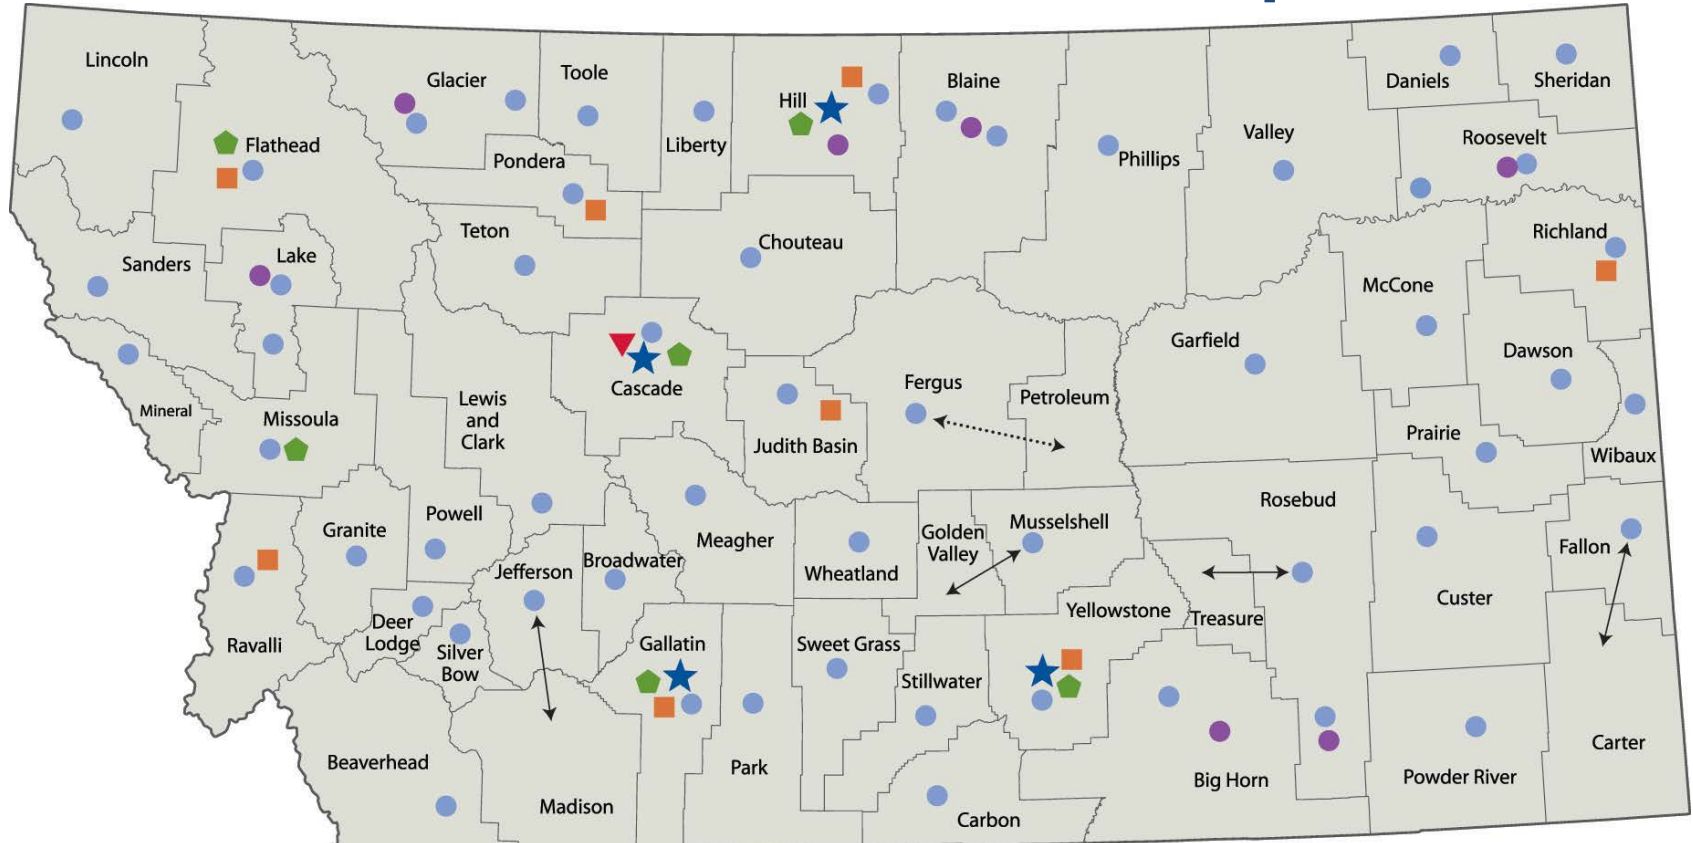 Lincoln
Glacier
Toole
Hill
Blaine
Daniels
Sheridan
Flathead
Pondera
Liberty
Phillips
Valley
Roosevelt
Sanders
Lake
Teton
Chouteau
Richland
McCone
Garfield
Dawson
Mineral
Missoula
Lewis
and
Clark
Cascade
Judith Basin
Fergus
Petroleum
Prairie
Wibaux
Granite
Powell
Jefferson
Broadwater
Meagher
Wheatland
Golden
Valley
Musselshell
Rosebud
Fallon
Custer
Ravalli
Deer
Lodge
Silver
Bow
Gallatin
Sweet Grass
Stillwater
Yellowstone
Treasure
Beaverhead
Madison
Park
Carbon
Big Horn
Powder River
Carter